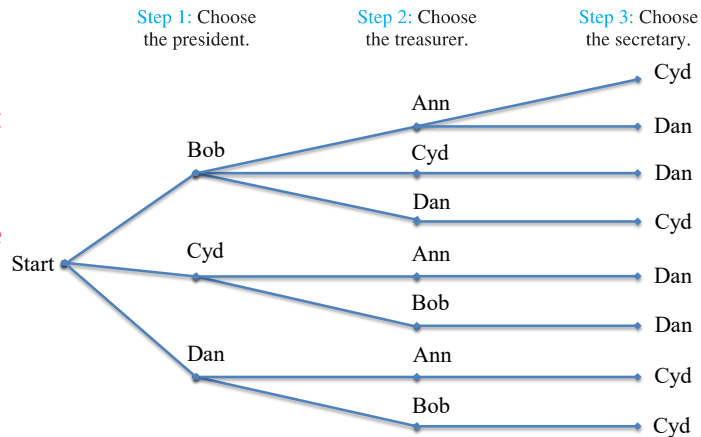 Step 1: Choose
the president.
Step 2: Choose
the treasurer.
Step 3: Choose
the secretary.
Cyd
Ann
Dan
Bob
Cyd
Dan
Dan
Cyd
Cyd
Ann
Start
Dan
Bob
Dan
Dan
Ann
Cyd
Bob
Cyd